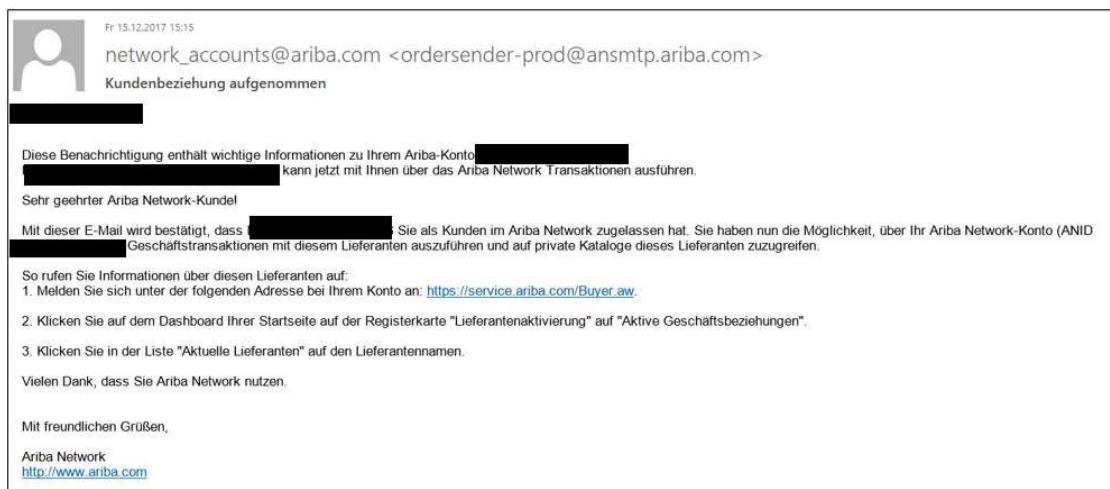 Fr 15.12.2017 15:15
network_accounts@ariba.com <ordersender-prod@ansmtp.ariba.com>
Kundenbeziehung aufgenommen
Diese Benachrichtigung enthält wichtige Informationen zu Ihrem Ariba-Konto
kann jetzt mit Ihnen über das Ariba Network Transaktionen ausführen.
Sehr geehrter Ariba Network-Kunde!
Mit dieser E-Mail wird bestätigt, dass Sie als Kunden im Ariba Network zugelassen hat. Sie haben nun die Möglichkeit, über Ihr Ariba Network-Konto (ANID
Geschäftstransaktionen mit diesem Lieferanten auszuführen und auf private Kataloge dieses Lieferanten zuzugreifen.
So rufen Sie Informationen über diesen Lieferanten auf:
1. Melden Sie sich unter der folgenden Adresse bei Ihrem Konto an: https://service.ariba.com/Buyer.aw.
2. Klicken Sie auf dem Dashboard Ihrer Startseite auf der Registerkarte "Lieferantenaktivierung" auf "Aktive Geschäftsbeziehungen".
3. Klicken Sie in der Liste "Aktuelle Lieferanten" auf den Lieferantennamen.
Vielen Dank, dass Sie Ariba Network nutzen.
Mit freundlichen Grüßen,
Ariba Network
http://www.ariba.com